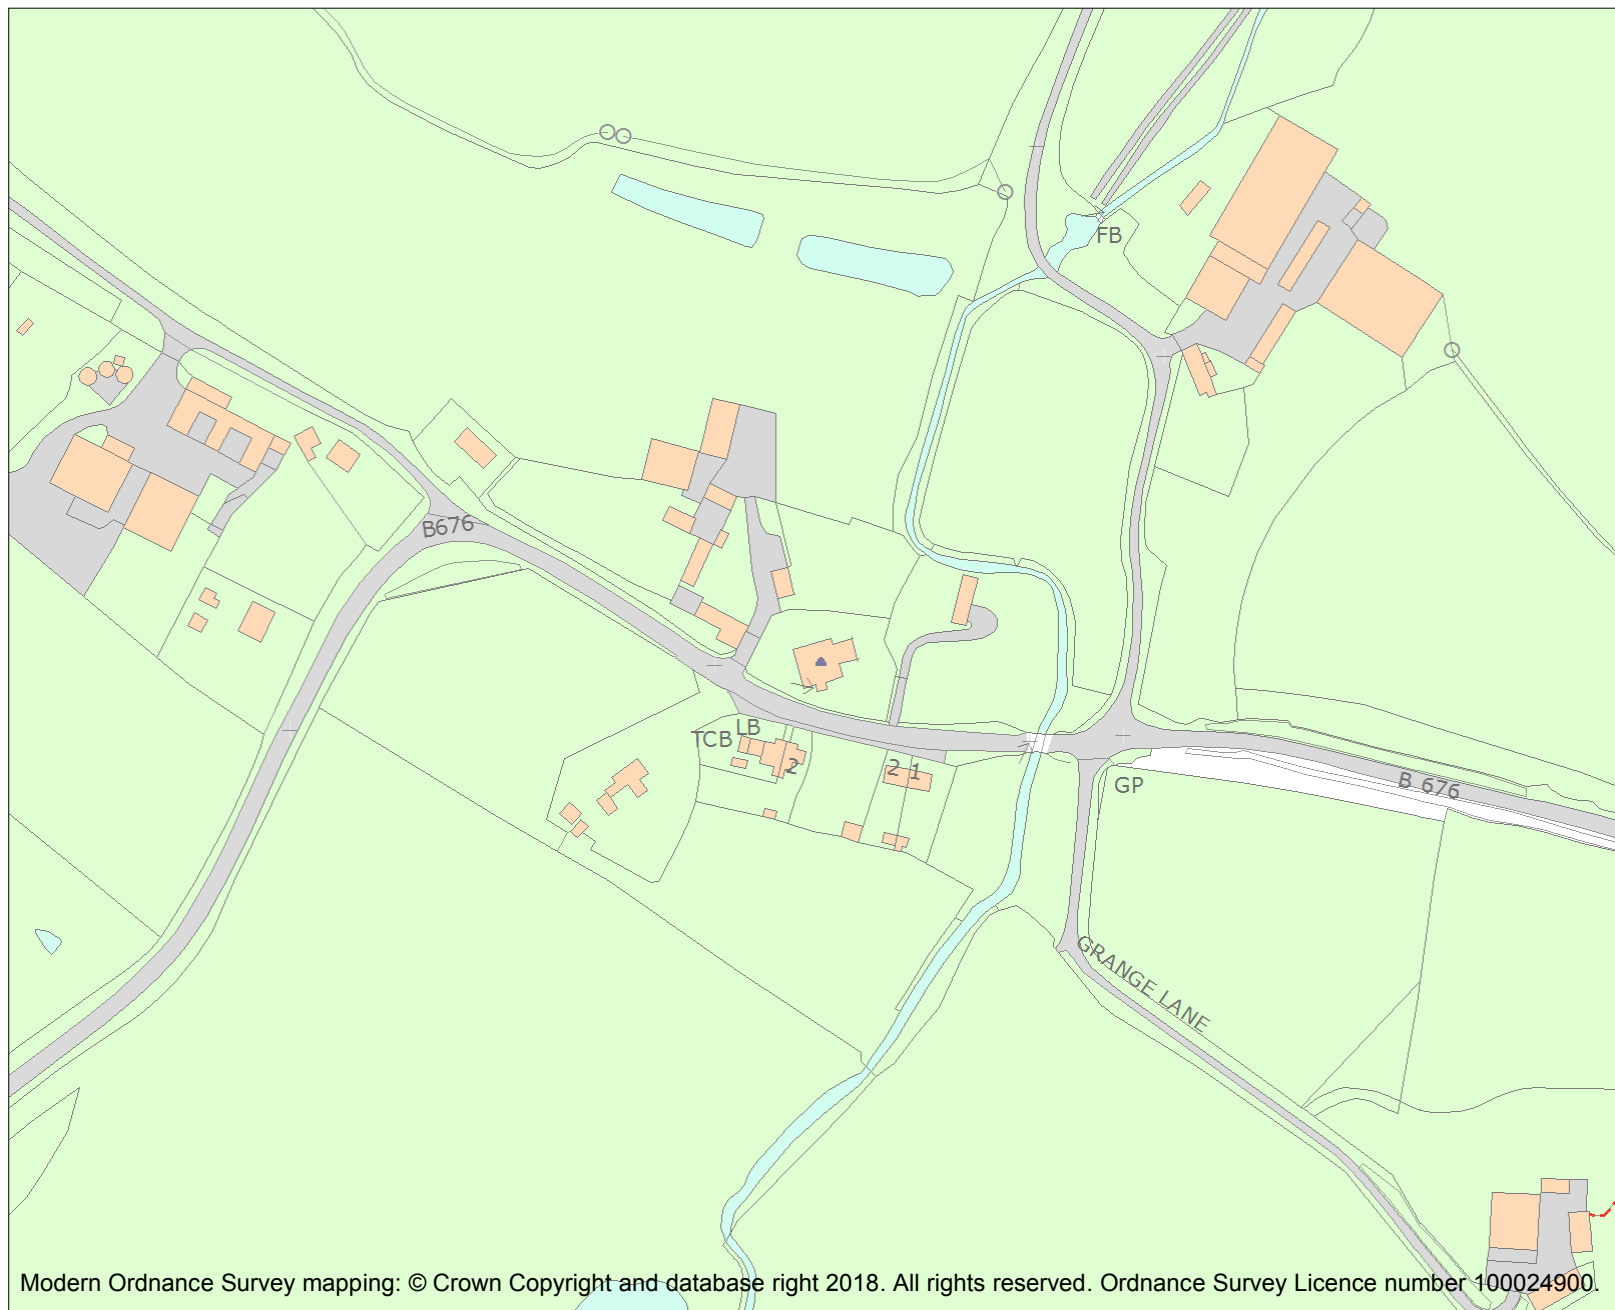 FB
B676
LB
TCB
2
2 1
GP
B 676
GRANGE LANE
Modern Ordnance Survey mapping: © Crown Copyright and database right 2018. All rights reserved. Ordnance Survey Licence number 100024900.